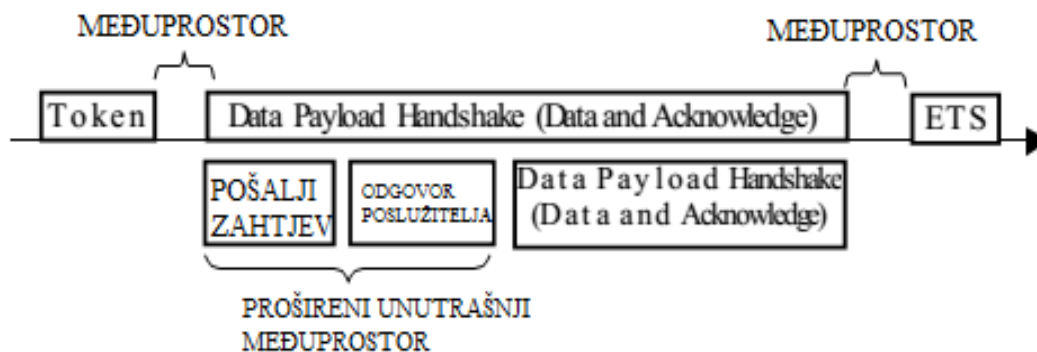 MEĐUPROSTOR
MEĐUPROSTOR
Token
Data Payload Handshake (Data and Acknowledge)
ETS
POŠALJI
ZAHTJEV
ODGOVOR
POSLUŽITELJA
Data Payload Handshake
(Data and Acknowledge)
PROŠIRENI UNUTRAŠNJI
MEĐUPROSTOR